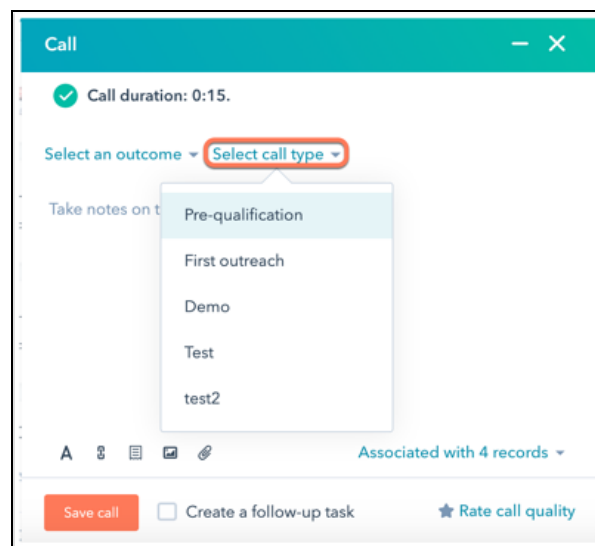 Call
Call duration: 0:15.
Select an outcome Select call type
Take notes on t
Pre-qualification
First outreach
Demo
Test
test2
A
Associated with 4 records
Save call Create a follow-up task Rate call quality